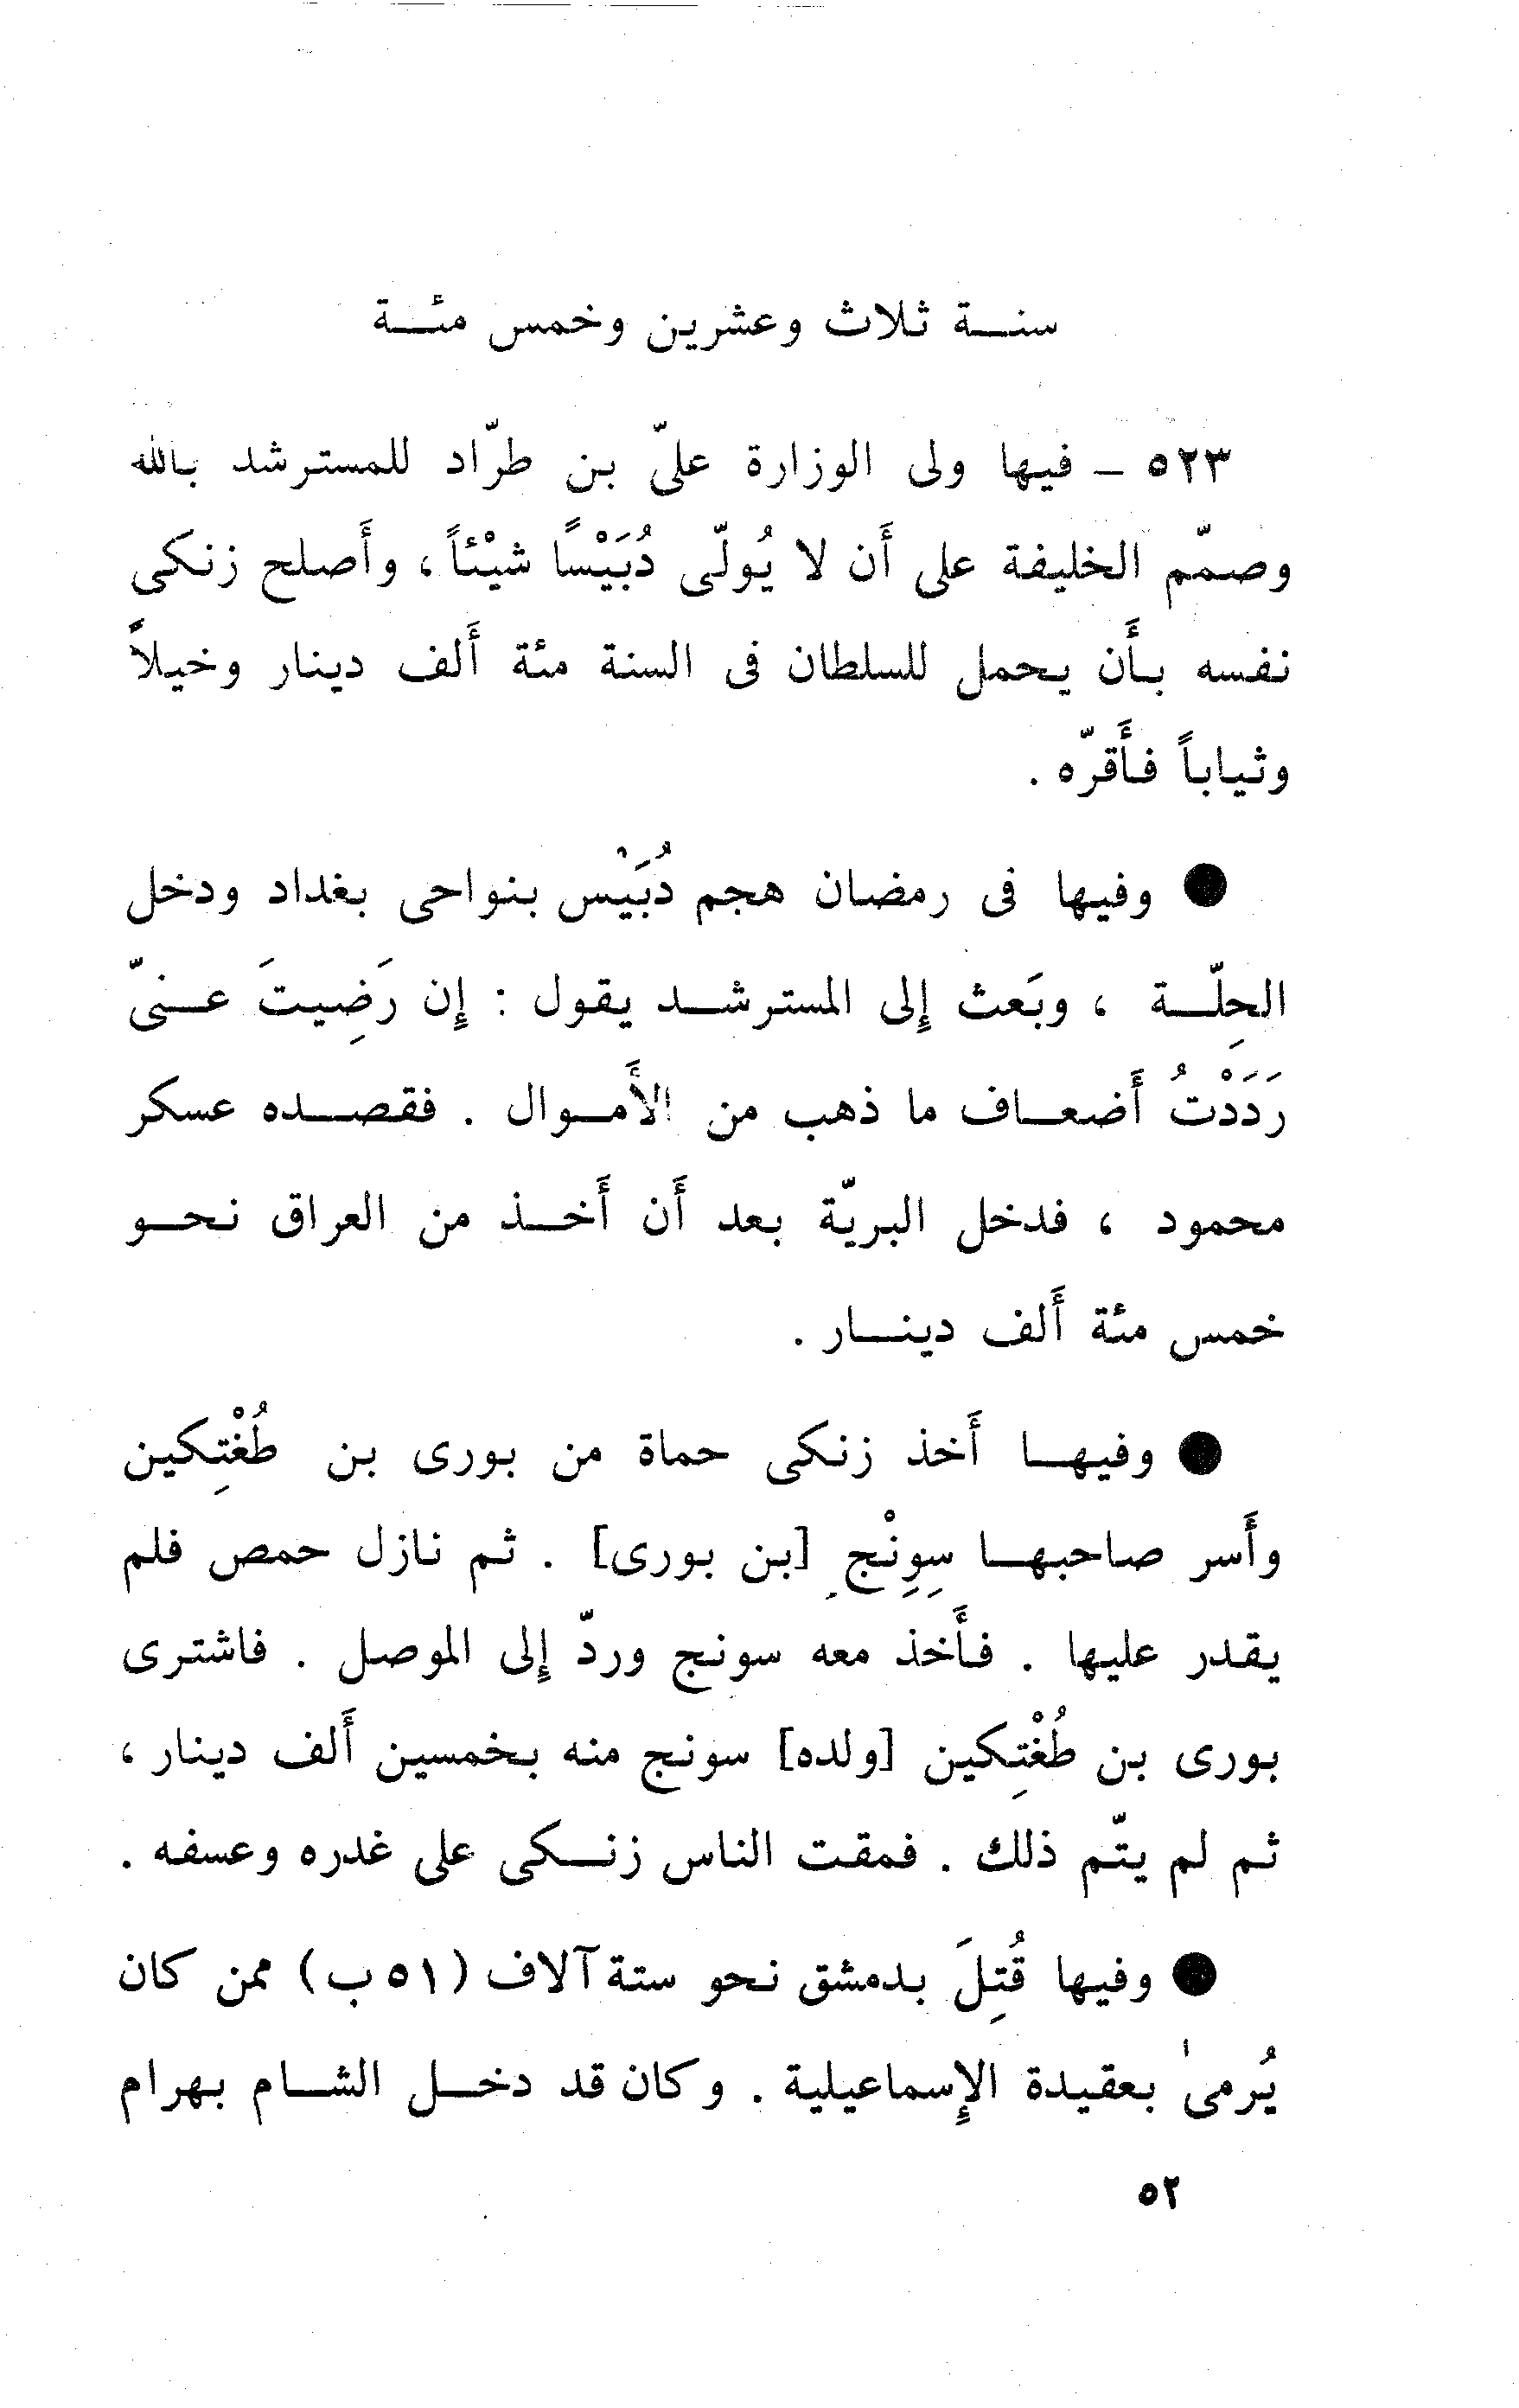 سنة ثلاث وعشرين وخمس مئة
٥٢٣ - فيها ولى الوزارة علىّ بن طرّاد للمسترشد بالله
وصمّم الخليفة على أن لا يُولّى دُبَيْسًا شيْئاً ، وأَصلح زنكى
نفسه بأَن يحمل للسلطان فى السنة مئة أَلف دينار وخيلاً
وثياباً فأَقرّه .
● وفيها فى رمضان هجم دُبَيْس بنواحى بغداد ودخل
الحِلّة ، وبَعث إلى المسترشد يقول : إن رَضِيتَ عنىّ
رَدَدْتُ أَضعاف ما ذهب من الأَموال . فقصده عسكر
محمود ، فدخل البريّة بعد أَن أَخذ من العراق نحو
خمس مئة أَلف دينار .
● وفيها أَخذ زنكى حماة من بورى بن طُغْتِكين
وأَسر صاحبها سِوِنْج [بن بورى] . ثم نازل حمص فلم
يقدر عليها . فأَخذ معه سونج وردّ إلى الموصل . فاشترى
بورى بن طُغْتِكين [ولده] سونج منه بخمسين أَلف دينار ،
ثم لم يتّم ذلك . فمقت الناس زنكى على غدره وعسفه .
● وفيها قُتِلَ بدمشق نحو ستة آلاف (٥١ ب) ممن كان
يُرمىٰ بعقيدة الإسماعيلية . وكان قد دخل الشام بهرام
٥٢